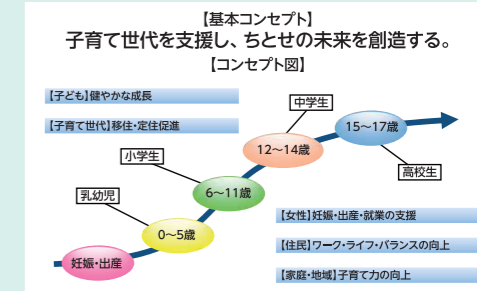 【基本コンセプト】
子育て世代を支援し、ちとせの未来を創造する。
【コンセプト図】
【子ども】健やかな成長
【子育て世代】移住・定住促進
中学生
15～17歳
12～14歳
小学生
高校生
6～11歳
乳幼児
0～5歳
妊娠・出産
【女性】妊娠・出産・就業の支援
【住民】ワーク・ライフ・バランスの向上
【家庭・地域】子育て力の向上